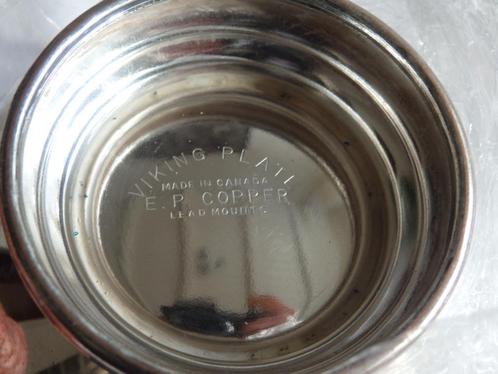 VIKING PLATE
MADE IN CANADA
E. P. COPPER
LEAD MOUNTS